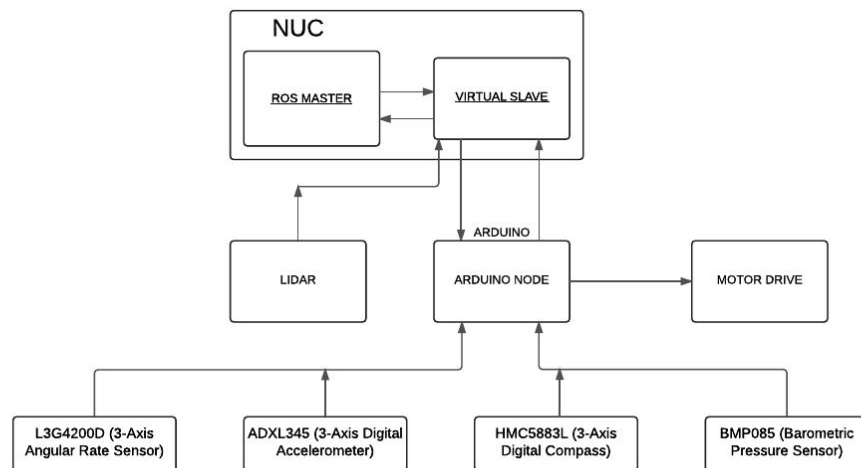 NUC
ROS MASTER
VIRTUAL SLAVE
ARDUINO
LIDAR
ARDUINO NODE
MOTOR DRIVE
L3G4200D (3-Axis
Angular Rate Sensor)
ADXL345 (3-Axis Digital
Accelerometer)
HMC5883L (3-Axis
Digital Compass)
BMP085 (Barometric
Pressure Sensor)